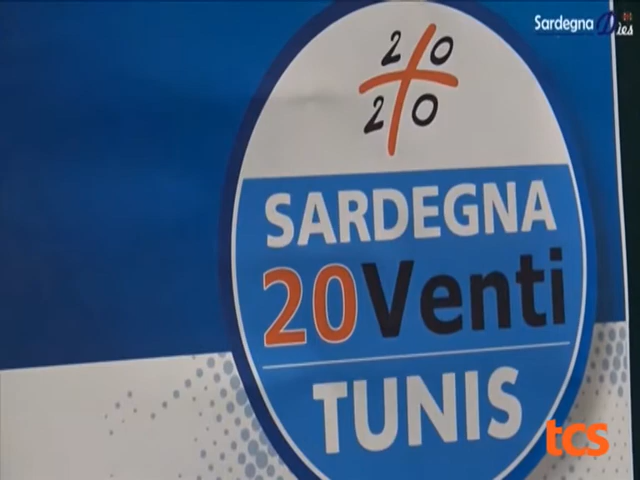 Sardegna Dies
20
20
SARDEGNA
20Venti
TUNIS
tcs